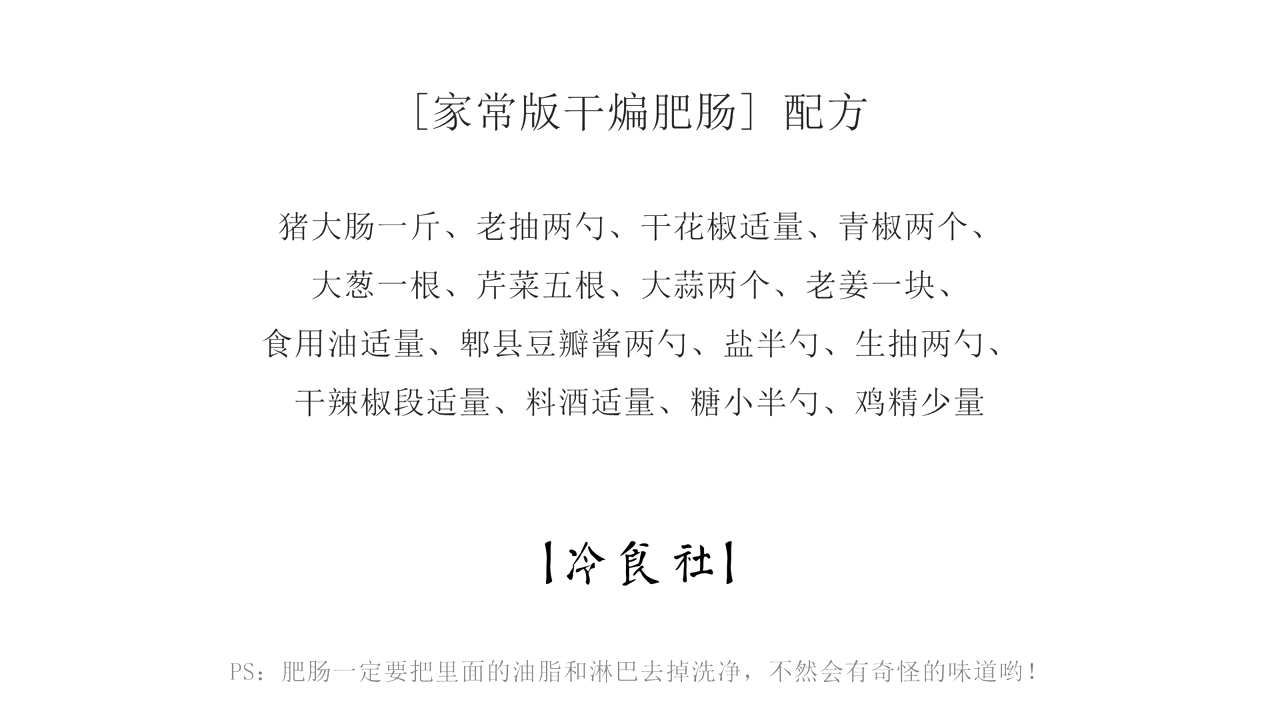 [家常版干煸肥肠] 配方
猪大肠一斤、老抽两勺、干花椒适量、青椒两个、
大葱一根、芹菜五根、大蒜两个、老姜一块、
食用油适量、郫县豆瓣酱两勺、盐半勺、生抽两勺、
干辣椒段适量、料酒适量、糖小半勺、鸡精少量
【冷食社】
PS：肥肠一定要把里面的油脂和淋巴去掉洗净，不然会有奇怪的味道哟！